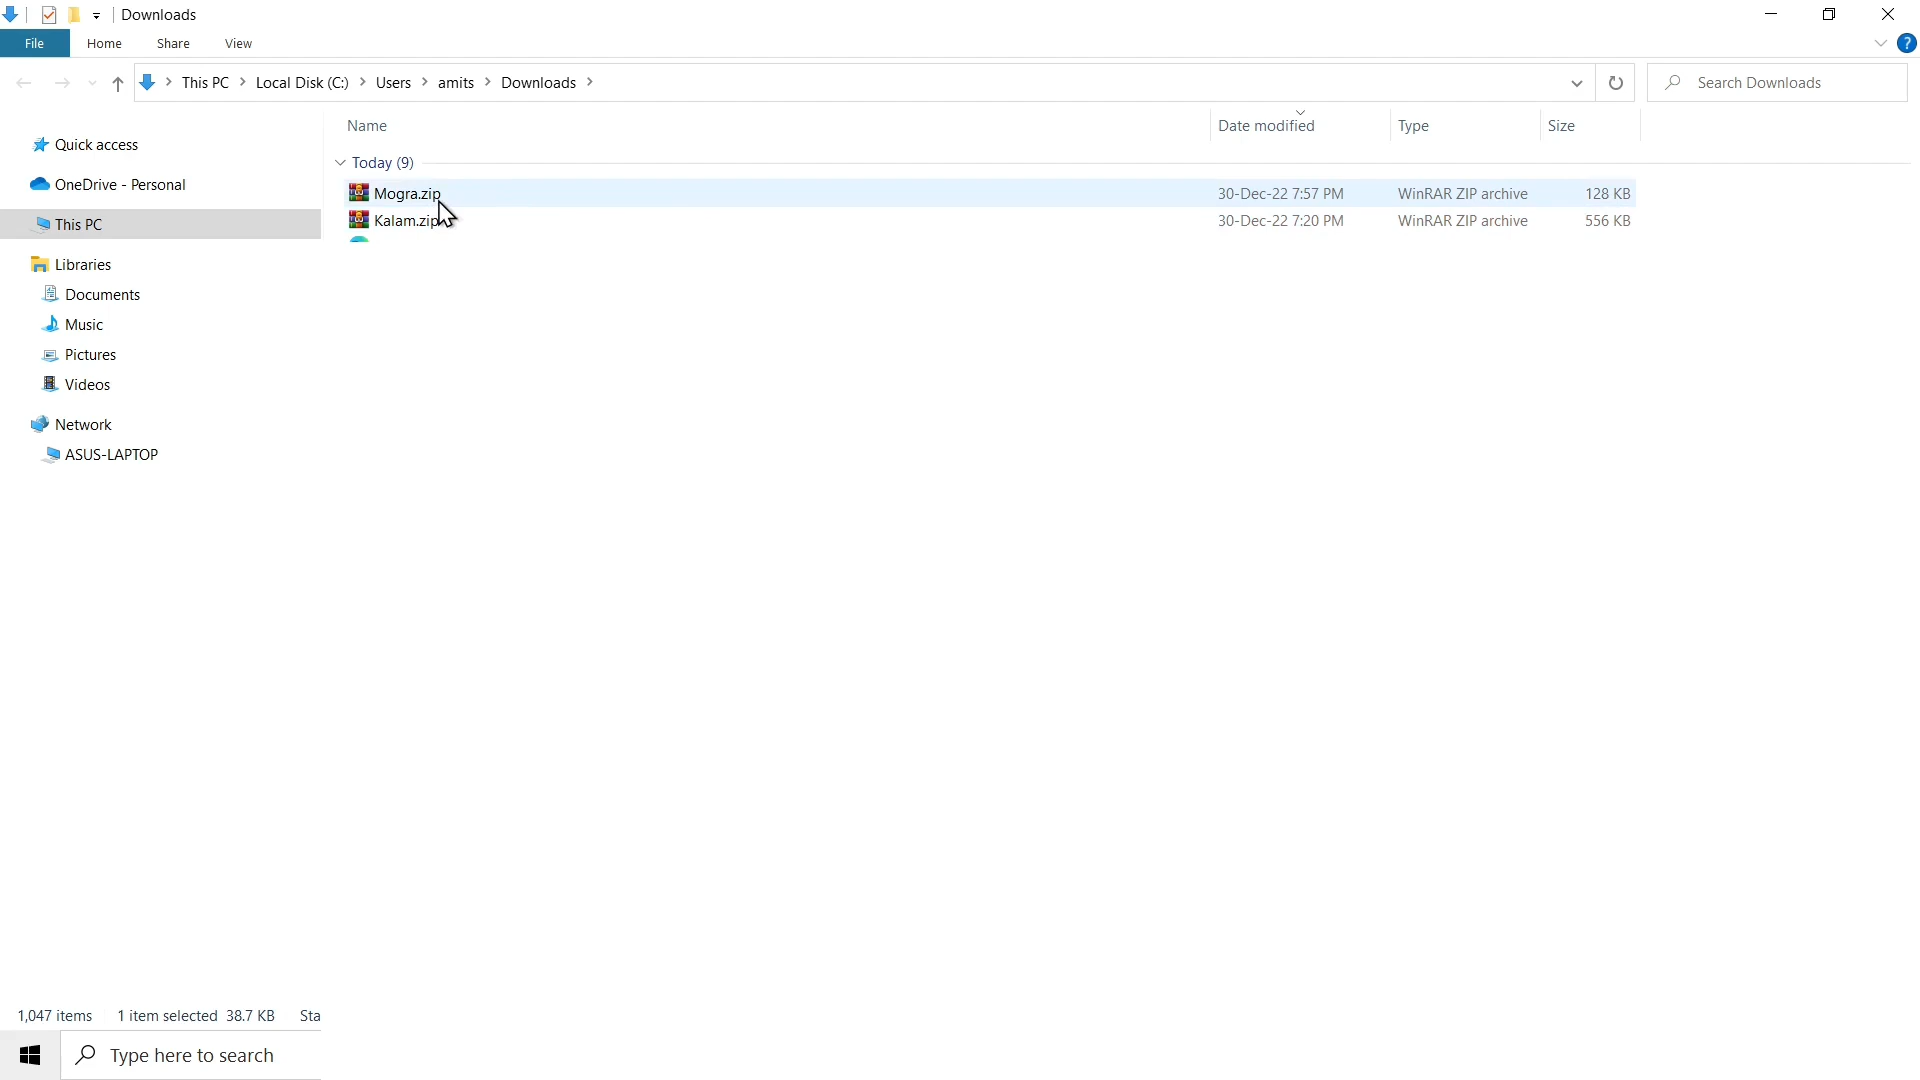 Downloads
File Home Share View
This PC Local Disk (C:) Users amits Downloads Search Downloads
Name Date modified Type Size
Quick access
Today (9)
OneDrive - Personal
Mogra.zip 30-Dec-22 7:57 PM WinRAR ZIP archive 128 KB
This PC
Kalam.zip 30-Dec-22 7:20 PM WinRAR ZIP archive 556 KB
Libraries
Documents
Music
Pictures
Videos
Network
ASUS-LAPTOP
1,047 items 1 item selected 38.7 KB Sta
Type here to search